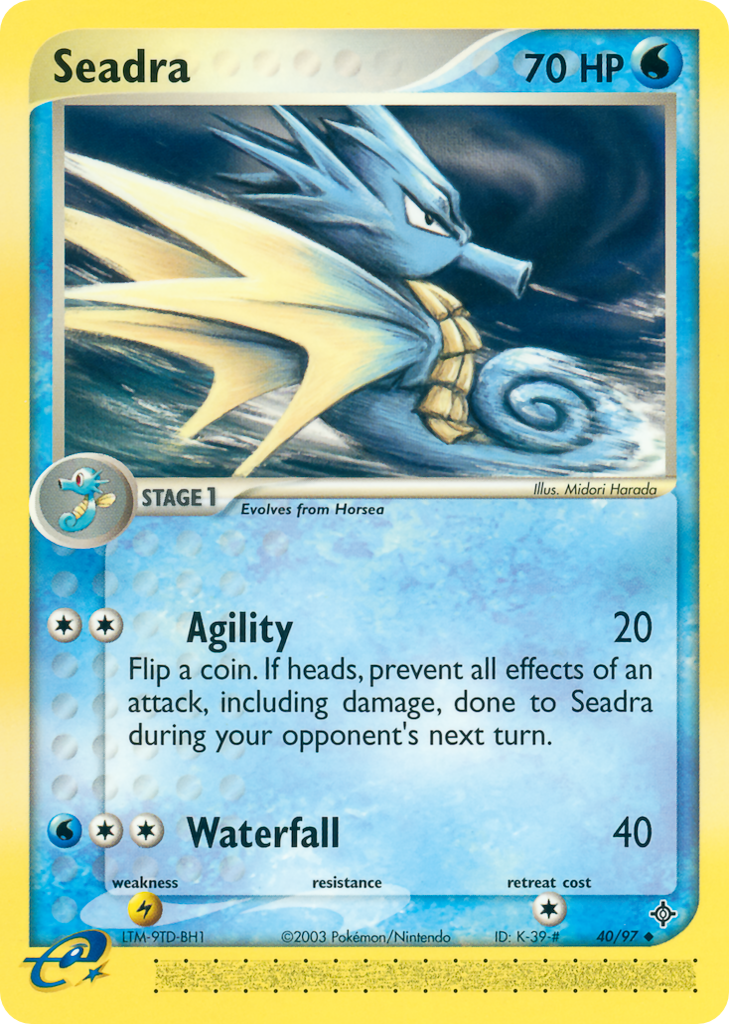 Seadra
70 HP
Illus. Midori Harada
STAGE 1
Evolves from Horsea
Agility 20
Flip a coin. If heads, prevent all effects of an
attack, including damage, done to Seadra
during your opponent's next turn.
Waterfall 40
weakness resistance retreat cost
LTM-9TD-BH1 ©2003 Pokémon/Nintendo ID: K-39-# 40/97
e